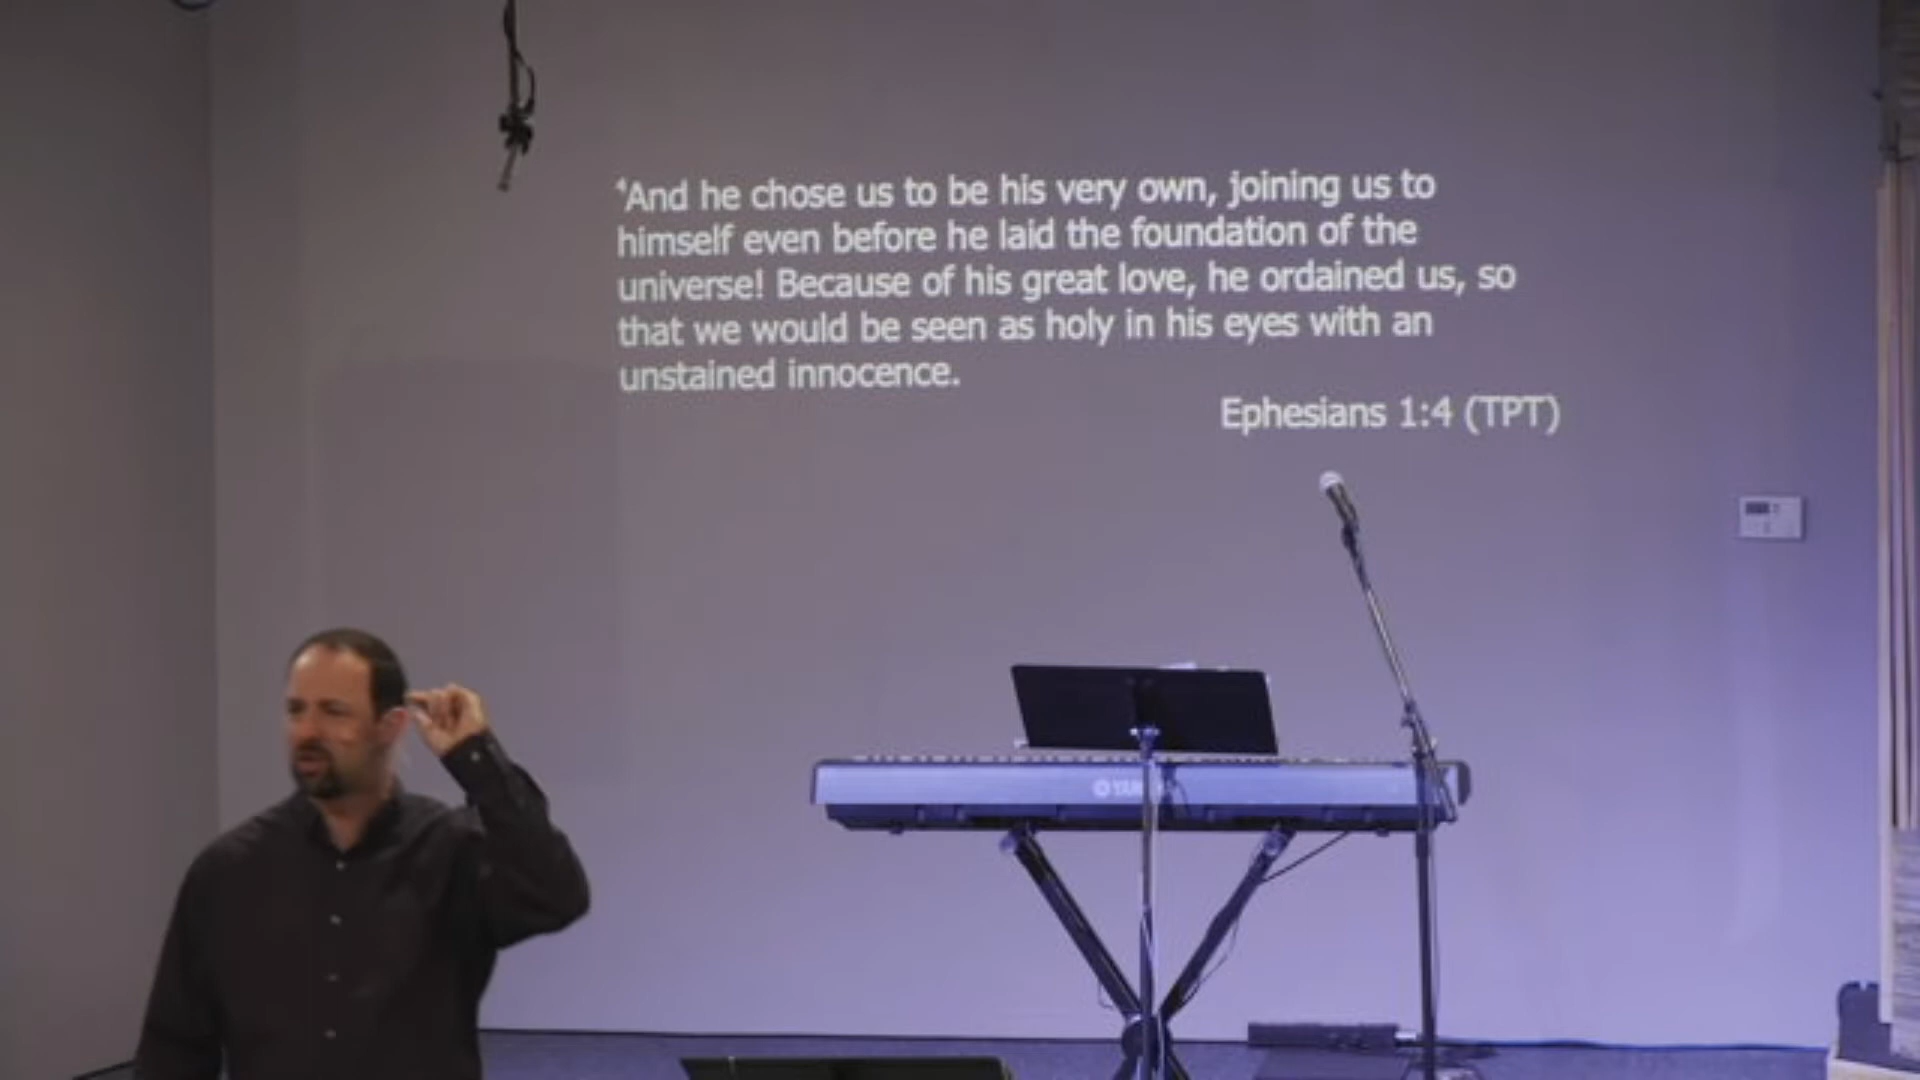 ⁴And he chose us to be his very own, joining us to
himself even before he laid the foundation of the
universe! Because of his great love, he ordained us, so
that we would be seen as holy in his eyes with an
unstained innocence.
Ephesians 1:4 (TPT)